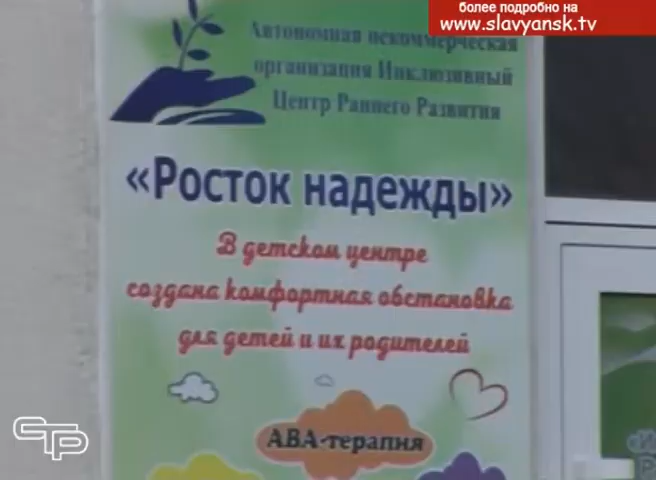 более подробно на
www.slavyansk.tv
Автономная некоммерческая
организация Инклюзивный
Центр Раннего Развития
«Росток надежды»
В детском центре
создана комфортная обстановка
для детей и их родителей
АВА-терапия
СТР